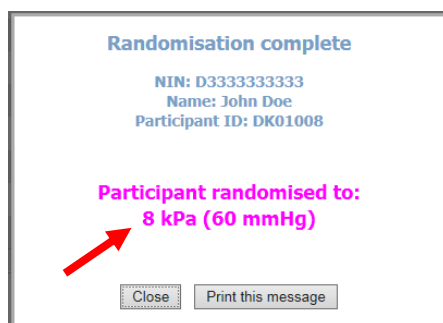 Randomisation complete
NIN: D3333333333
Name: John Doe
Participant ID: DK01008
Participant randomised to:
8 kPa (60 mmHg)
Close
Print this message